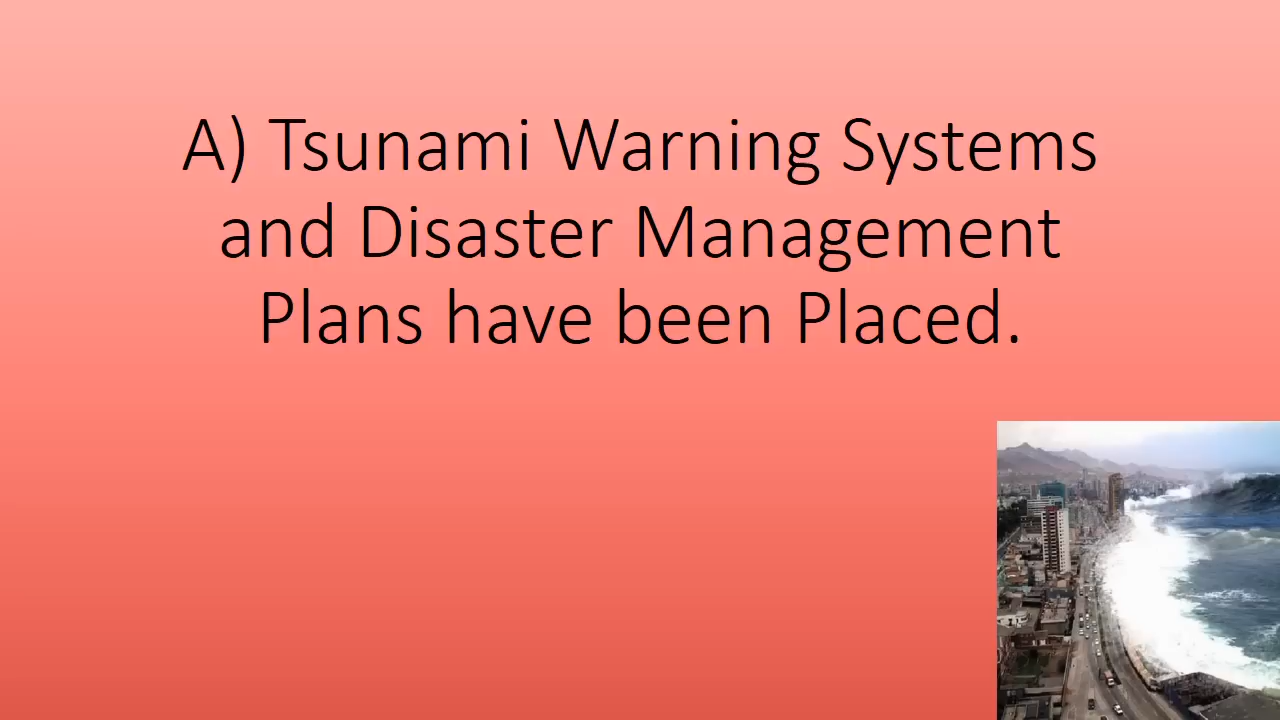 A) Tsunami Warning Systems
and Disaster Management
Plans have been Placed.